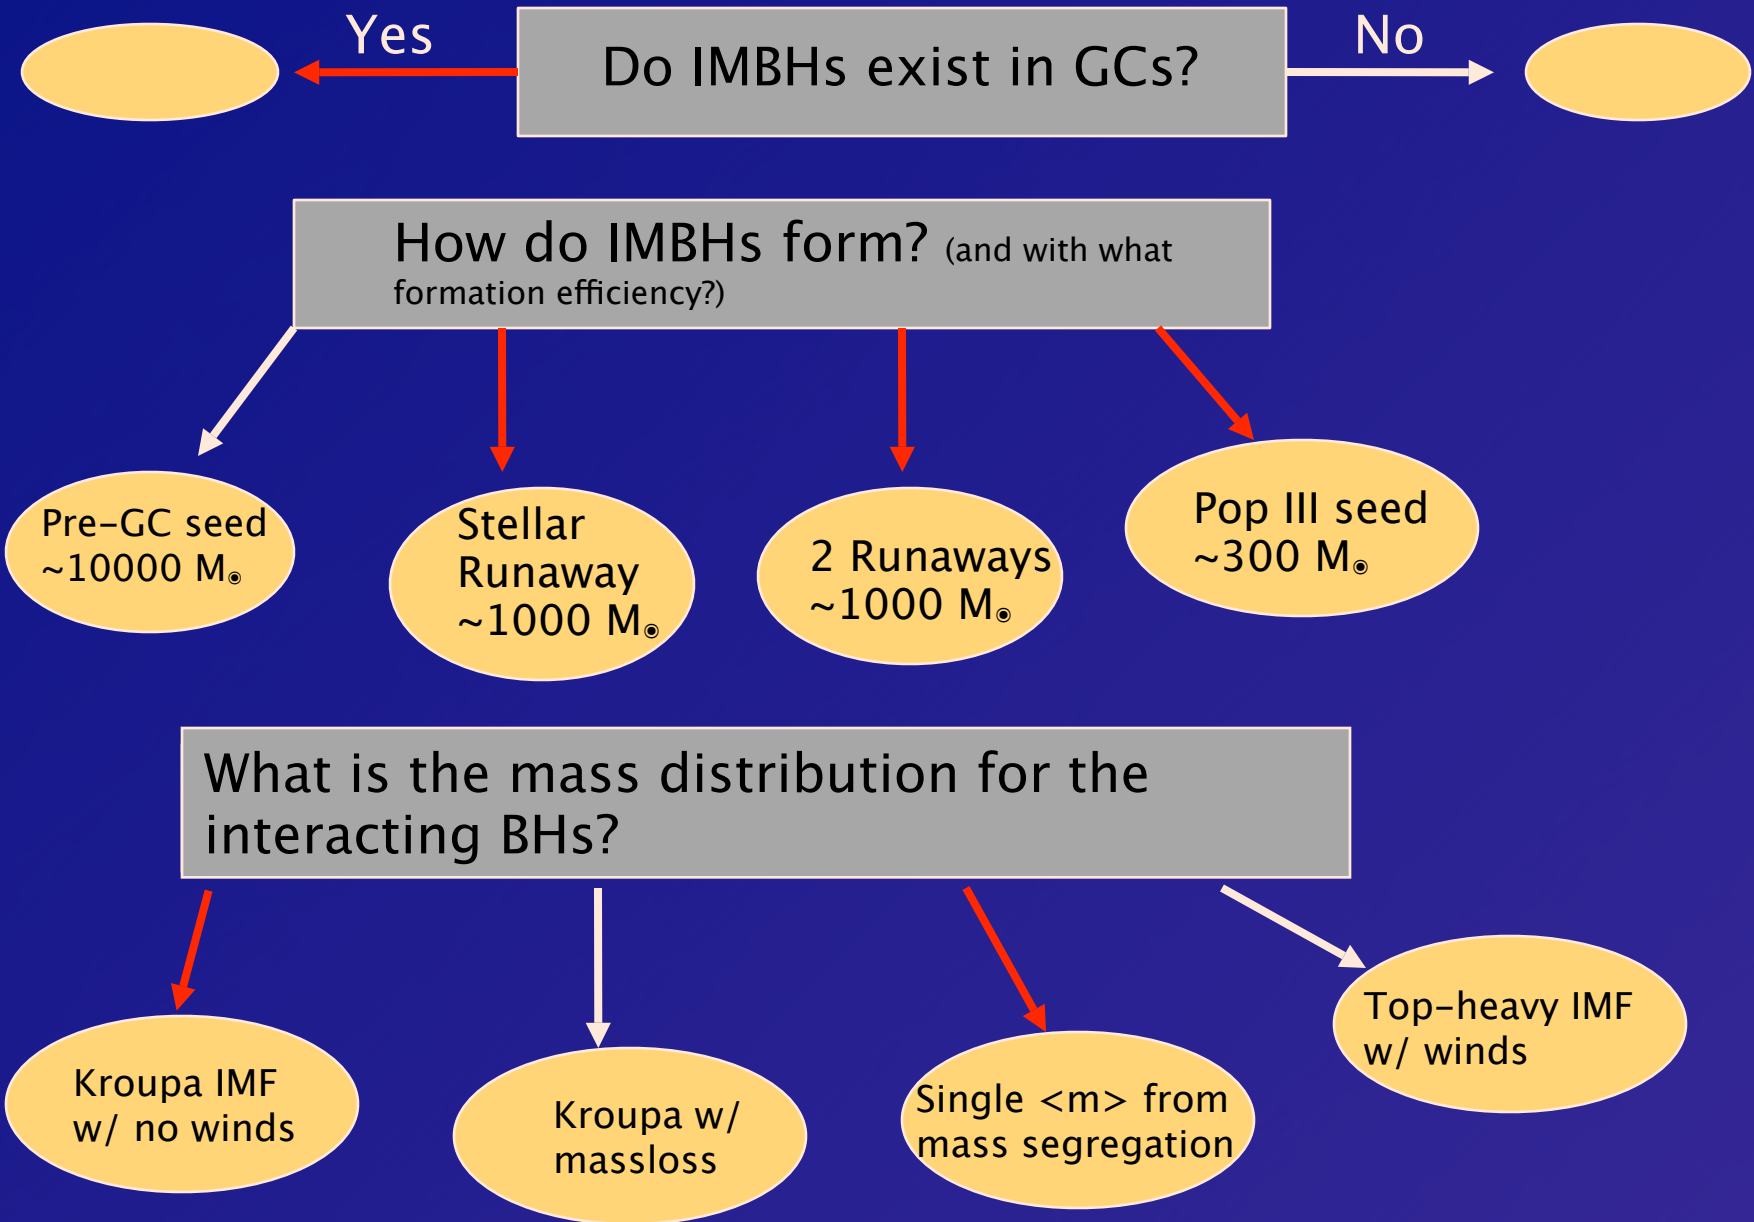 Yes
Do IMBHs exist in GCs?
No
How do IMBHs form? (and with what
formation efficiency?)
Pre-GC seed
~10000 M☉
Stellar
Runaway
~1000 M☉
2 Runaways
~1000 M☉
Pop III seed
~300 M☉
What is the mass distribution for the
interacting BHs?
Kroupa IMF
w/ no winds
Kroupa w/
massloss
Single <m> from
mass segregation
Top-heavy IMF
w/ winds